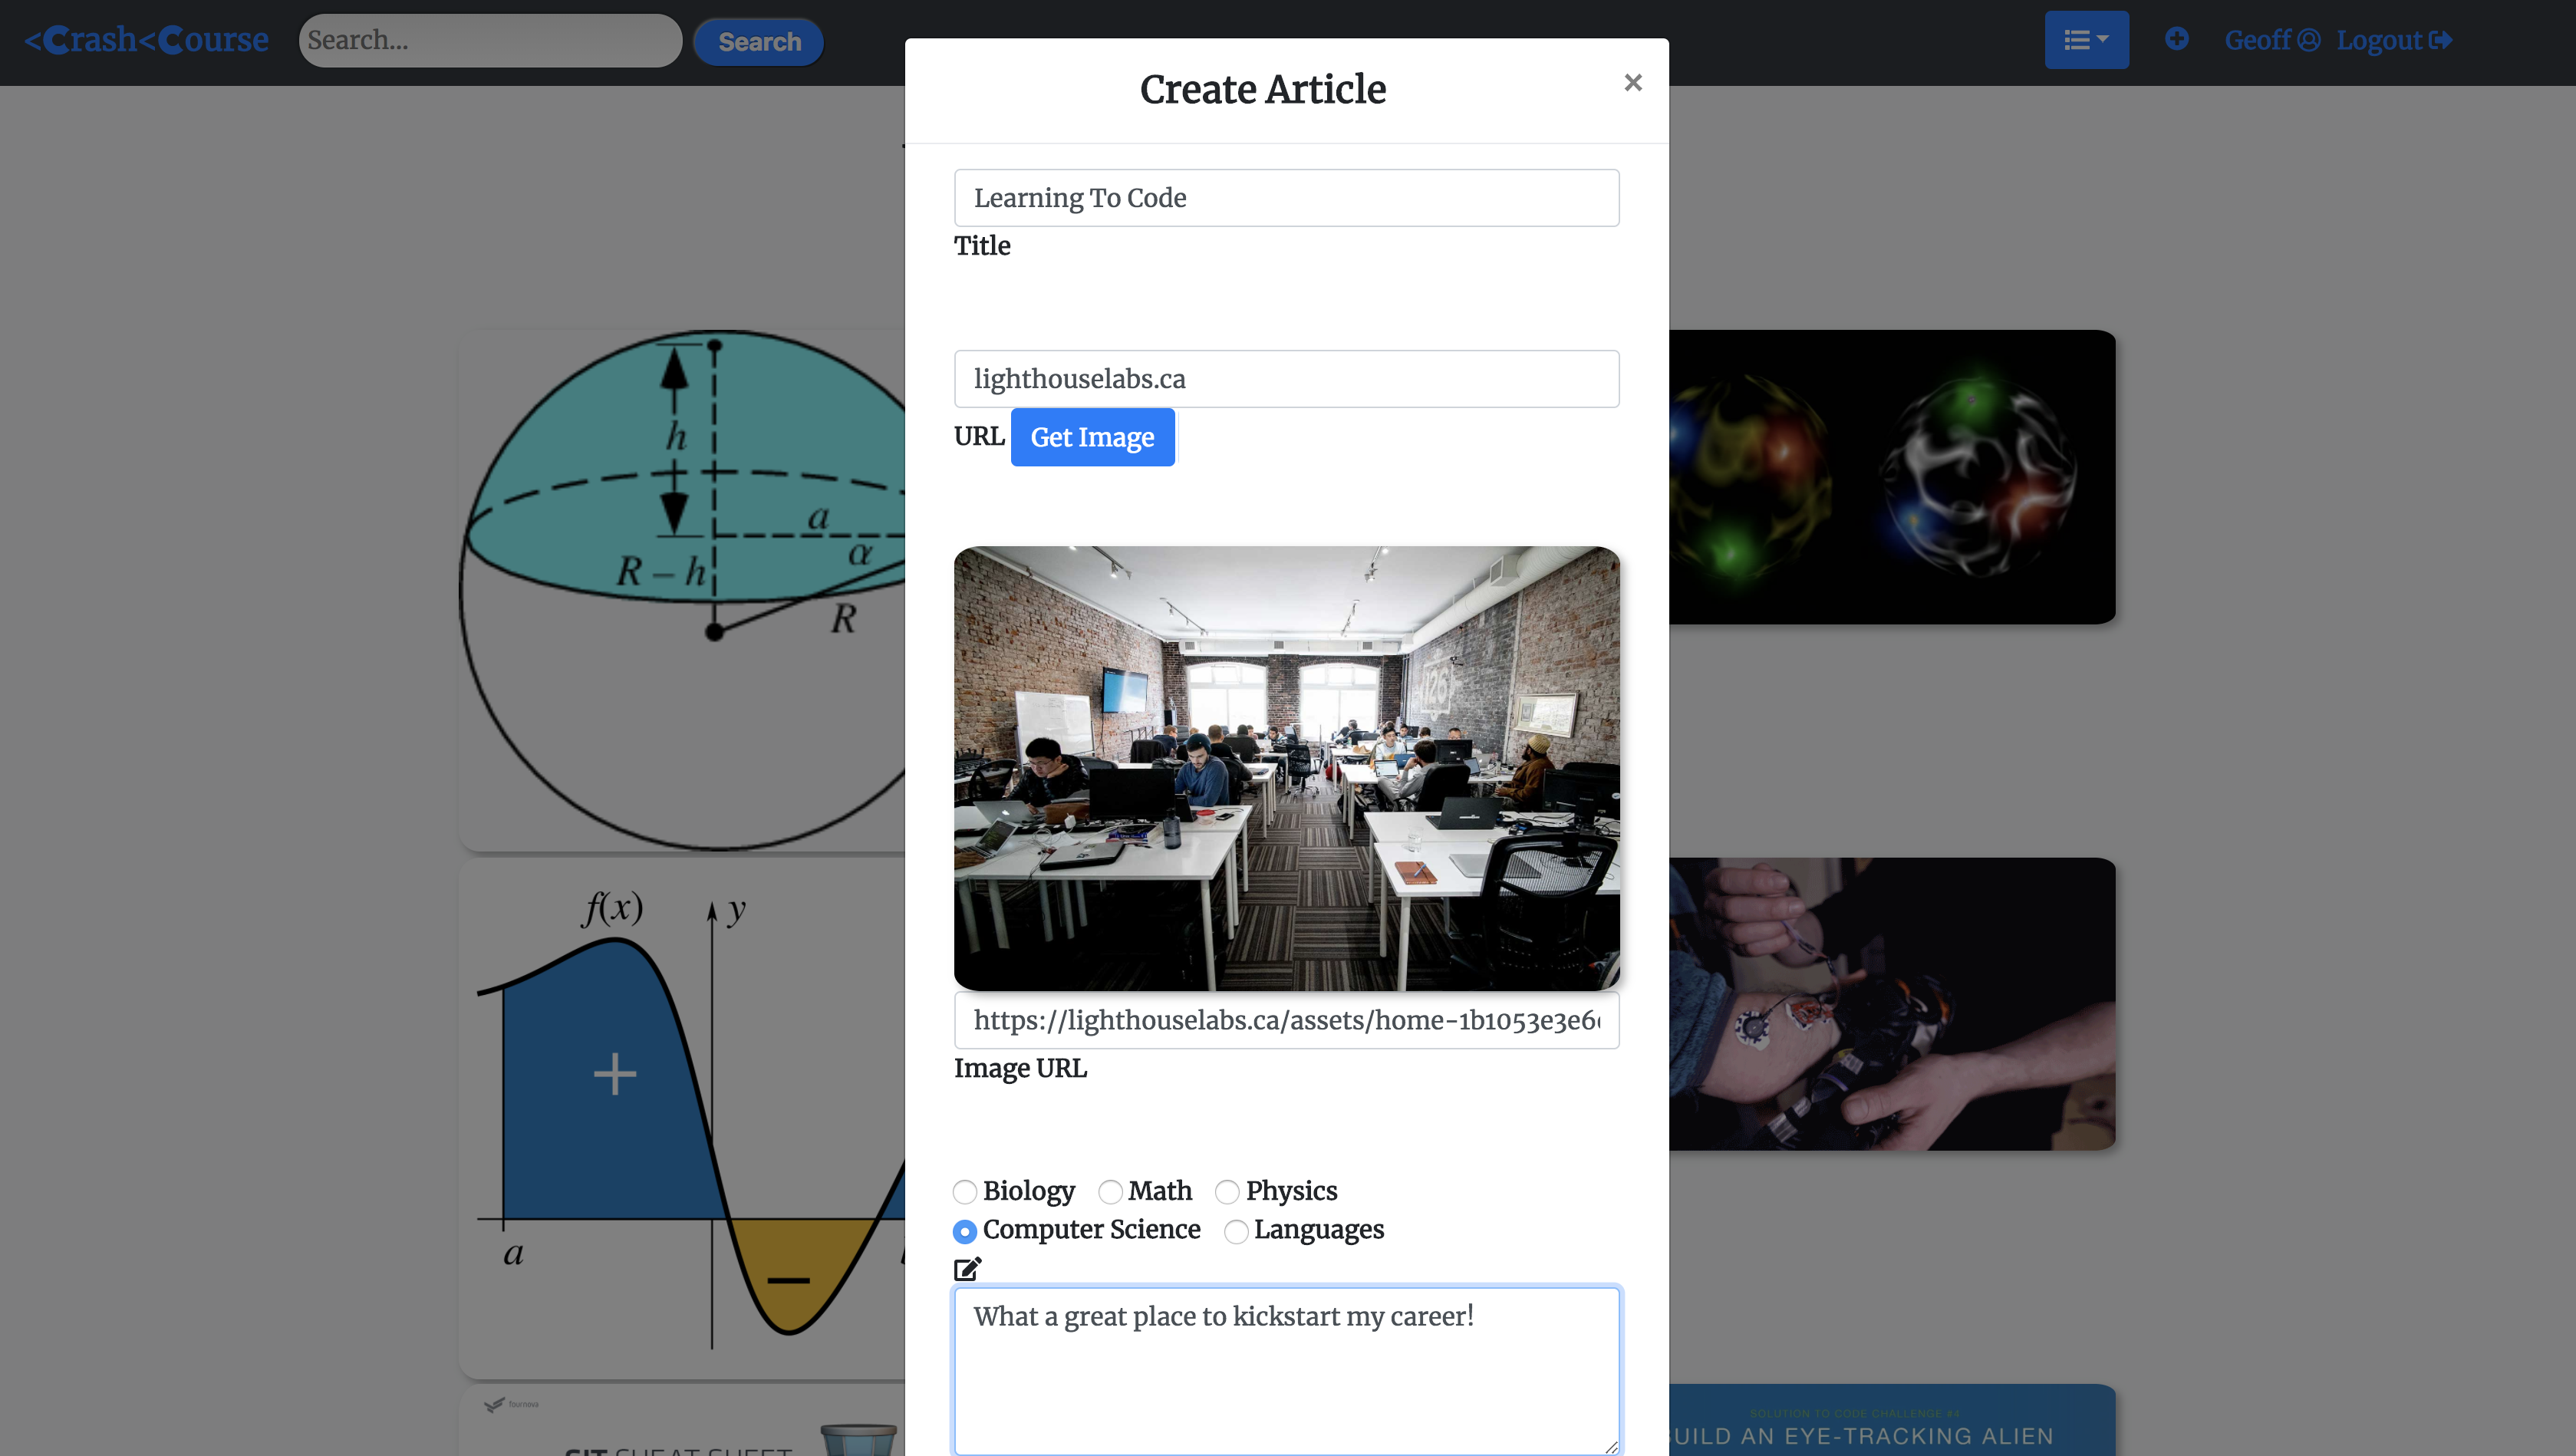 <Crash<Course
Search...
Search
Geoff
Logout
Create Article
×
Learning To Code
Title
lighthouselabs.ca
URL
Get Image
h
a
α
R – h
R
126
https://lighthouselabs.ca/assets/home-1b1053e3e6
Image URL
Biology Math Physics
Computer Science Languages
What a great place to kickstart my career!
f(x)
y
+
a
fournova
GIT CHEAT SHEET
SOLUTION TO CODE CHALLENGE #4
UILD AN EYE-TRACKING ALIEN